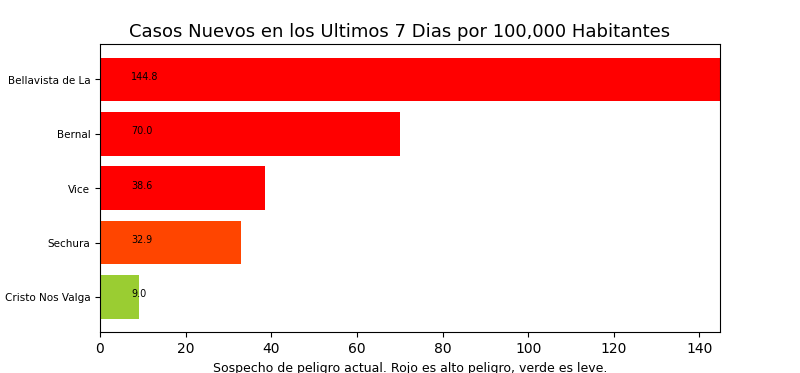 Casos Nuevos en los Ultimos 7 Dias por 100,000 Habitantes
Bellavista de La 144.8
Bernal 70.0
Vice 38.6
Sechura 32.9
Cristo Nos Valga 9.0
0 20 40 60 80 100 120 140
Sospecho de peligro actual. Rojo es alto peligro, verde es leve.